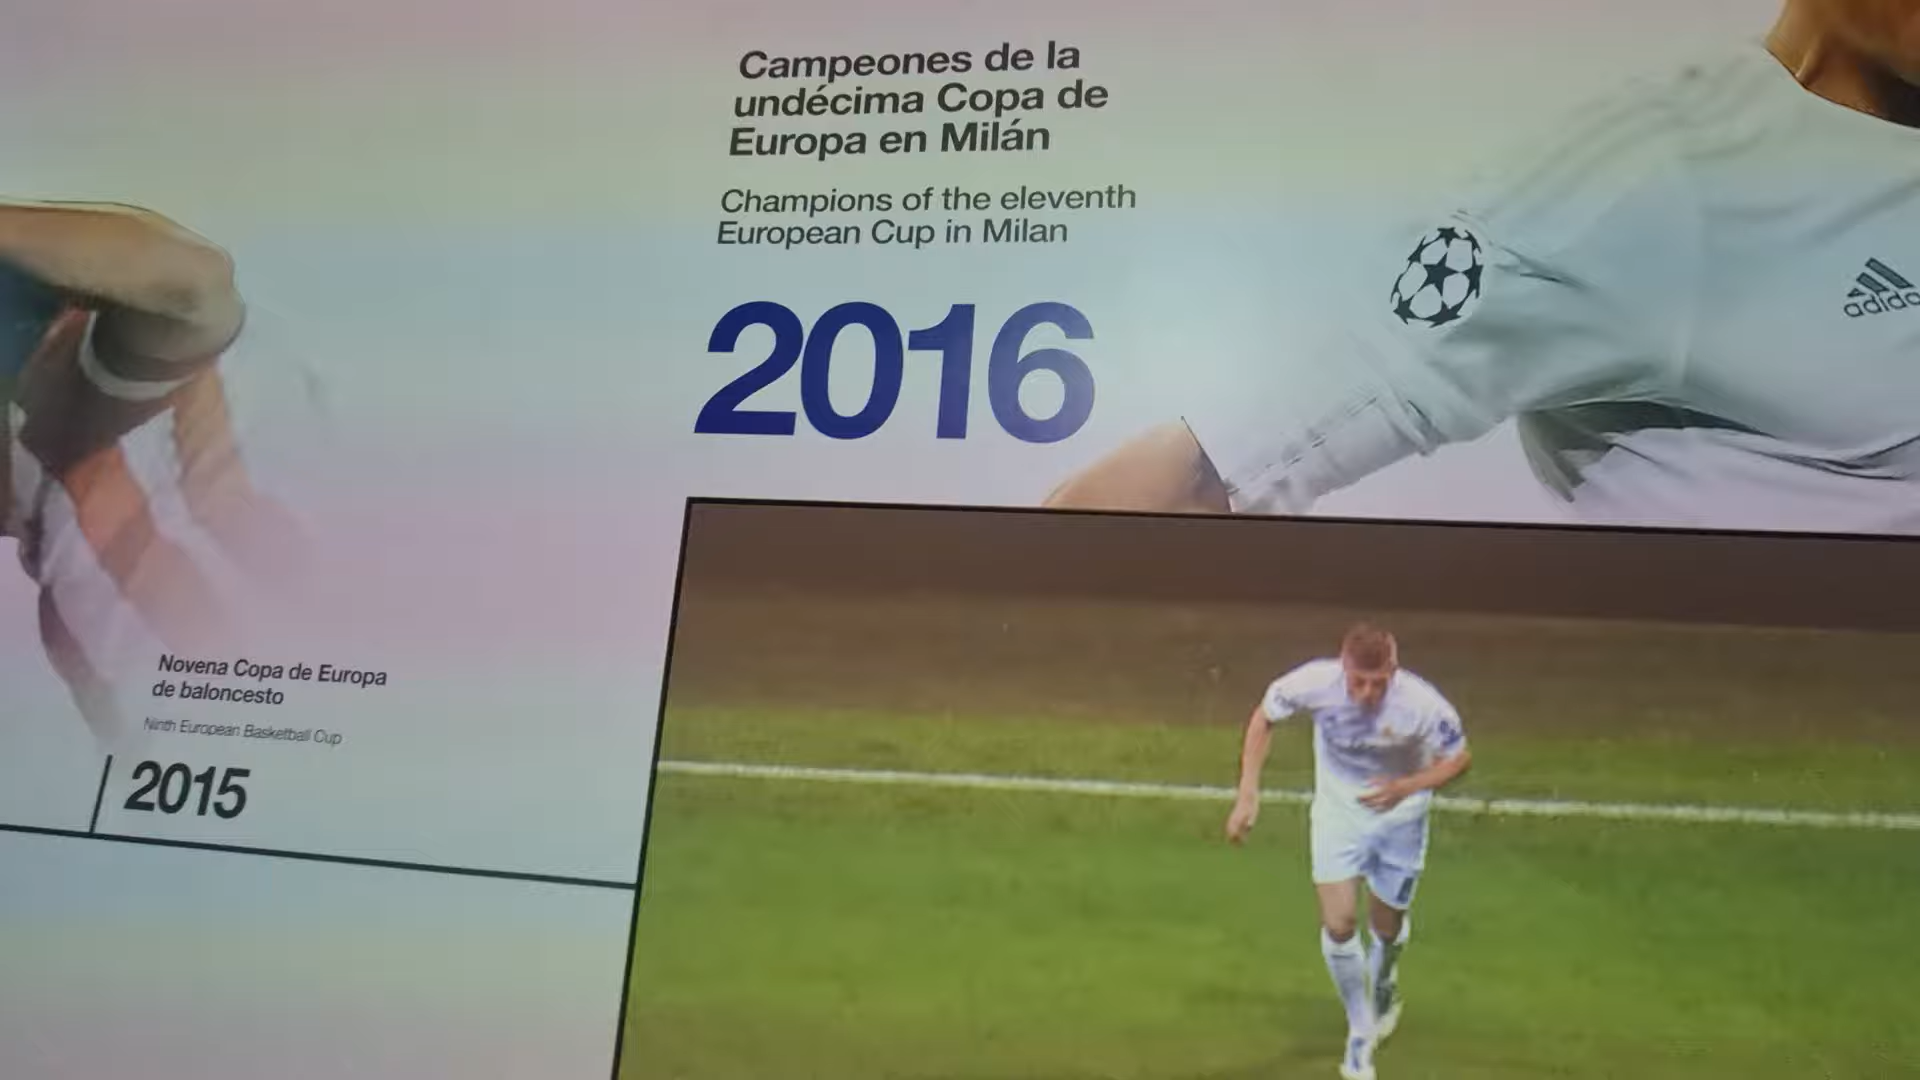 Campeones de la
undécima Copa de
Europa en Milán
Champions of the eleventh
European Cup in Milan
2016
adidas
Novena Copa de Europa
de baloncesto
Ninth European Basketball Cup
2015